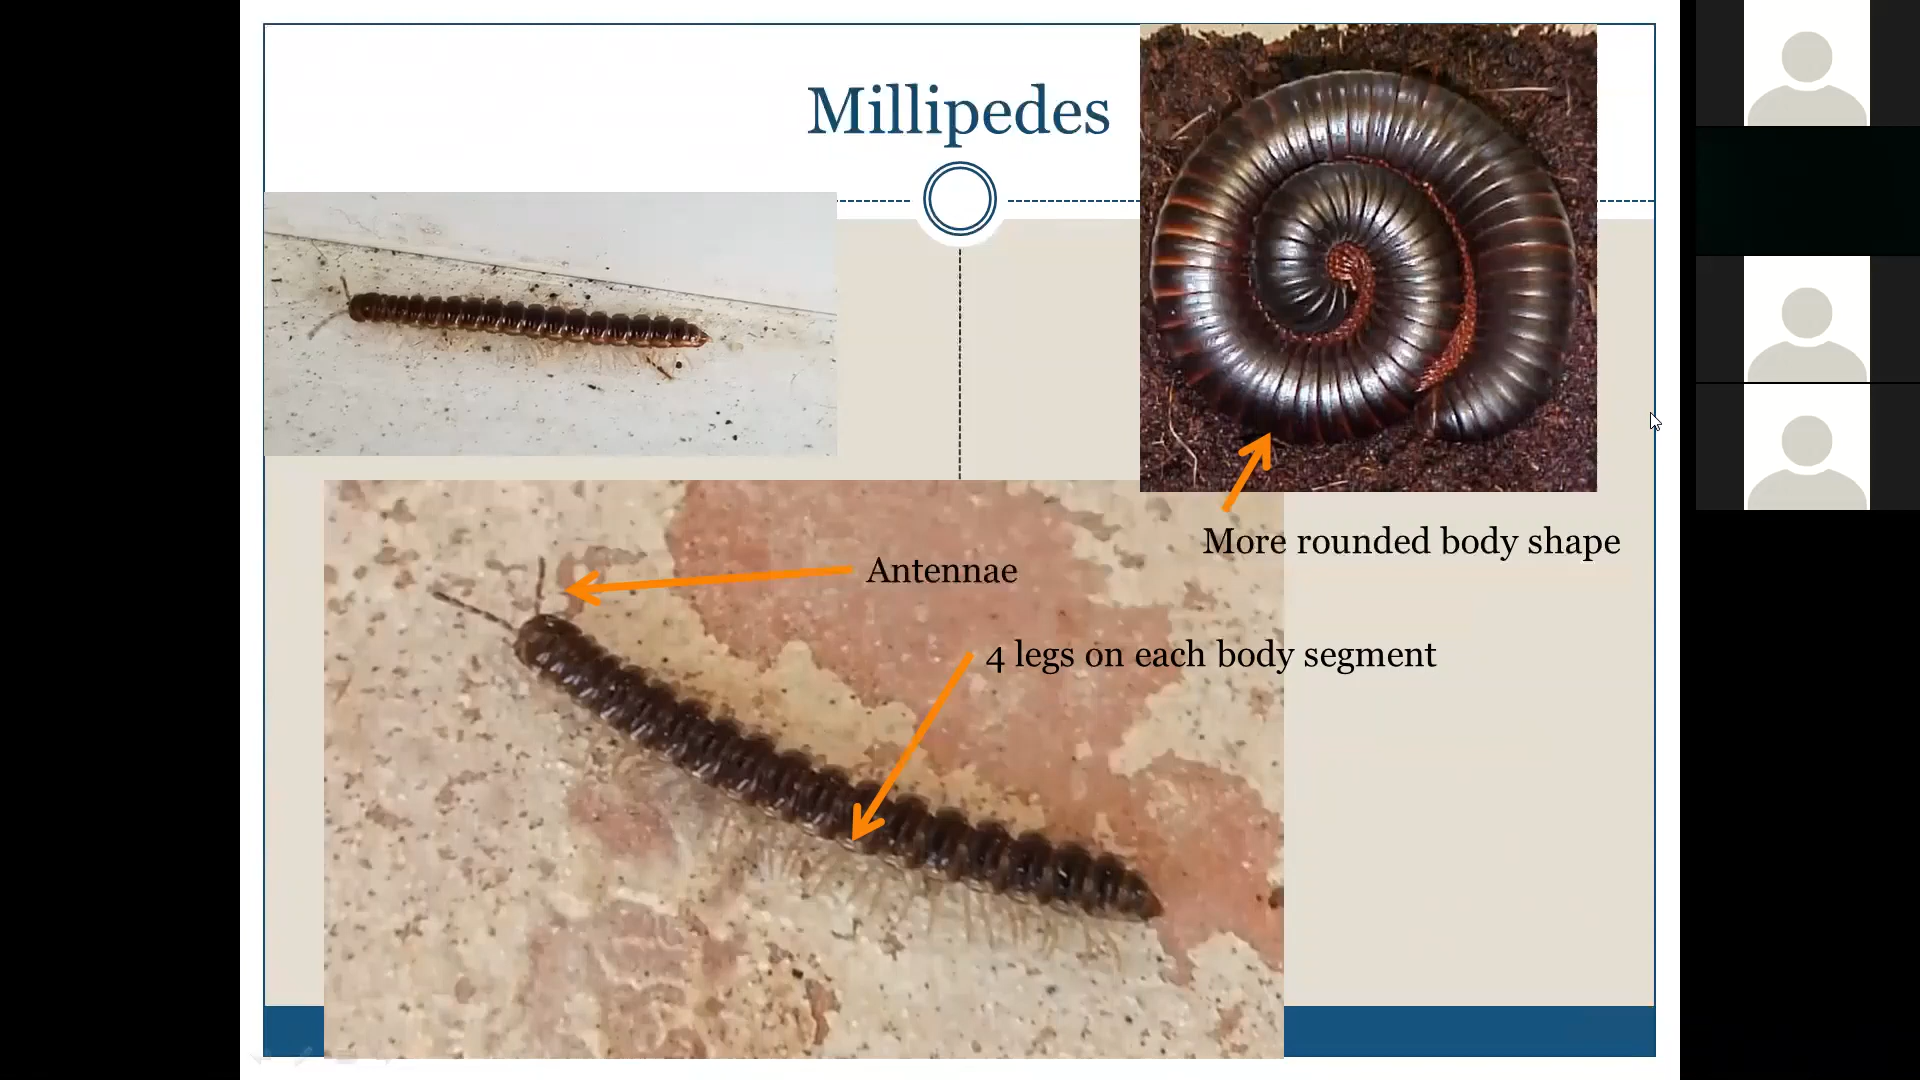 Millipedes
More rounded body shape
Antennae
4 legs on each body segment